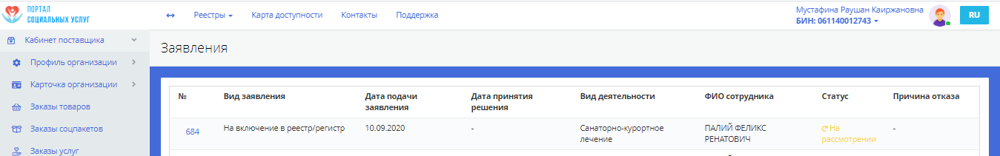 ПОРТАЛ
СОЦИАЛЬНЫХ УСЛУГ
Реестры
Карта доступности
Контакты
Поддержка
Мустафина Раушан Каиржановна
БИН: 061140012743
RU
Кабинет поставщика
Профиль организации
Карточка организации
Заказы товаров
Заказы соцпакетов
Заказы услуг
Заявления
№
Вид заявления
Дата подачи
заявления
Дата принятия
решения
Вид деятельности
ФИО сотрудника
Статус
Причина отказа
684
На включение в реестр/регистр
10.09.2020
-
Санаторно-курортное
лечение
ПАЛИЙ ФЕЛИКС
РЕНАТОВИЧ
На
рассмотрении
-